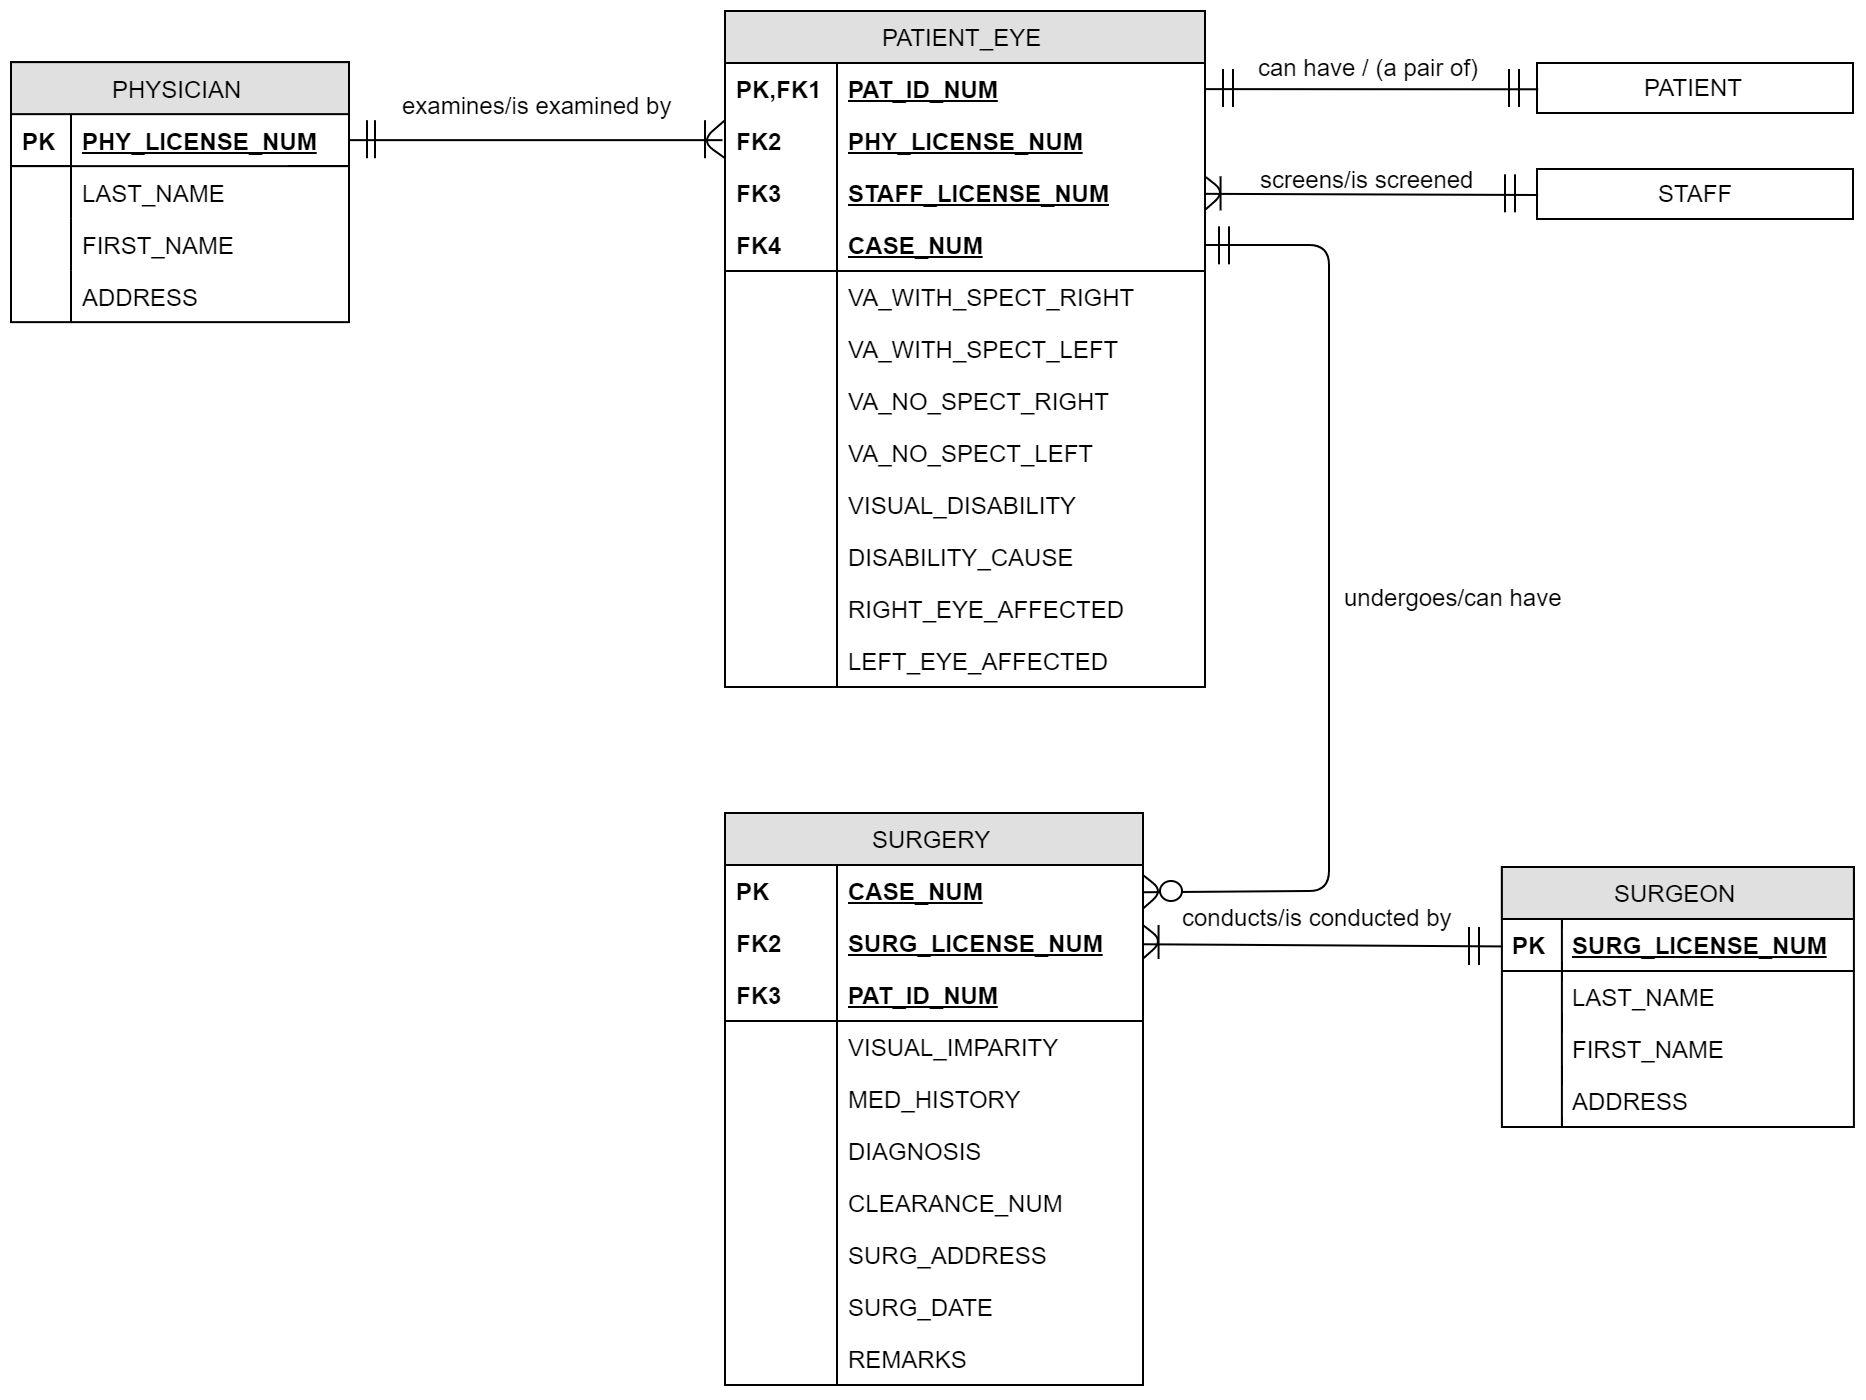 PATIENT_EYE
PHYSICIAN
PK PHY_LICENSE_NUM
LAST_NAME
FIRST_NAME
ADDRESS
examines/is examined by
PK,FK1 PAT_ID_NUM
FK2 PHY_LICENSE_NUM
FK3 STAFF_LICENSE_NUM
FK4 CASE_NUM
VA_WITH_SPECT_RIGHT
VA_WITH_SPECT_LEFT
VA_NO_SPECT_RIGHT
VA_NO_SPECT_LEFT
VISUAL_DISABILITY
DISABILITY_CAUSE
RIGHT_EYE_AFFECTED
LEFT_EYE_AFFECTED
can have / (a pair of)
PATIENT
screens/is screened
STAFF
undergoes/can have
SURGERY
PK CASE_NUM
FK2 SURG_LICENSE_NUM
FK3 PAT_ID_NUM
VISUAL_IMPARITY
MED_HISTORY
DIAGNOSIS
CLEARANCE_NUM
SURG_ADDRESS
SURG_DATE
REMARKS
conducts/is conducted by
SURGEON
PK SURG_LICENSE_NUM
LAST_NAME
FIRST_NAME
ADDRESS